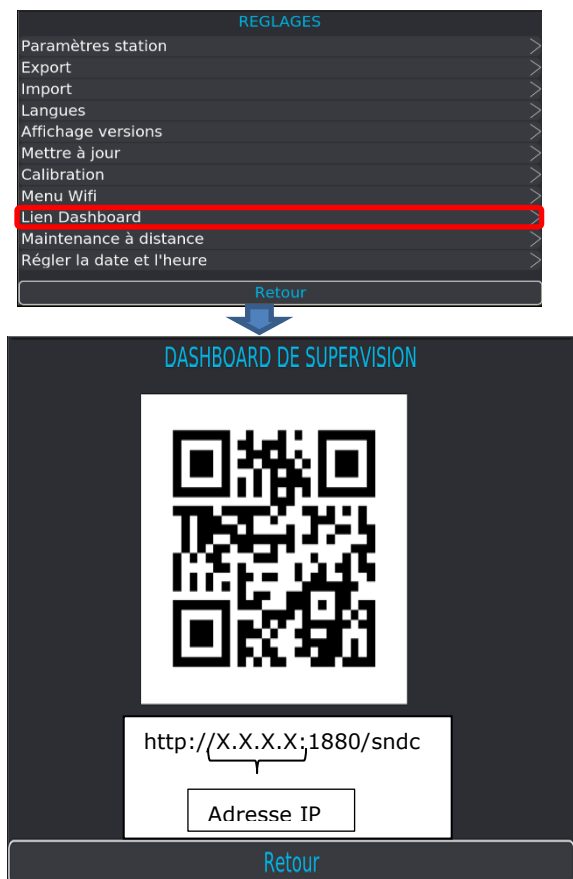 REGLAGES
Paramètres station >
Export >
Import >
Langues >
Affichage versions >
Mettre à jour >
Calibration >
Menu Wifi >
Lien Dashboard >
Maintenance à distance >
Régler la date et l'heure >
Retour
DASHBOARD DE SUPERVISION
http://X.X.X.X:1880/sndc
Adresse IP
Retour